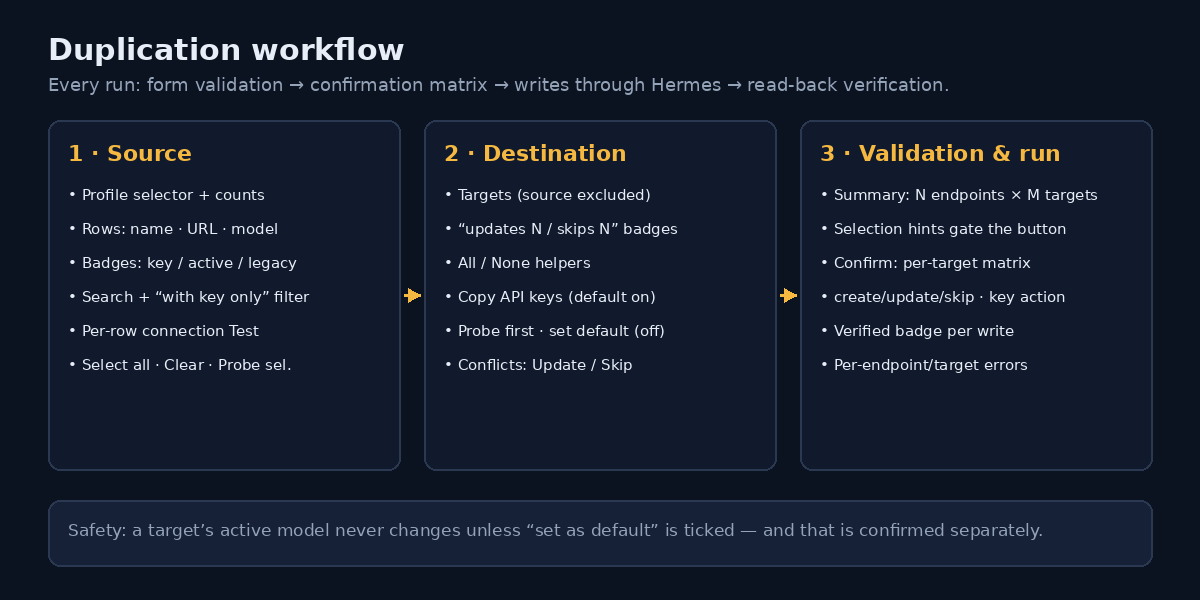 Duplication workflow
Every run: form validation → confirmation matrix → writes through Hermes → read-back verification.
1 · Source
• Profile selector + counts
• Rows: name · URL · model
• Badges: key / active / legacy
• Search + “with key only” filter
• Per-row connection Test
• Select all · Clear · Probe sel.
2 · Destination
• Targets (source excluded)
• “updates N / skips N” badges
• All / None helpers
• Copy API keys (default on)
• Probe first · set default (off)
• Conflicts: Update / Skip
3 · Validation & run
• Summary: N endpoints × M targets
• Selection hints gate the button
• Confirm: per-target matrix
• create/update/skip · key action
• Verified badge per write
• Per-endpoint/target errors
Safety: a target’s active model never changes unless “set as default” is ticked — and that is confirmed separately.